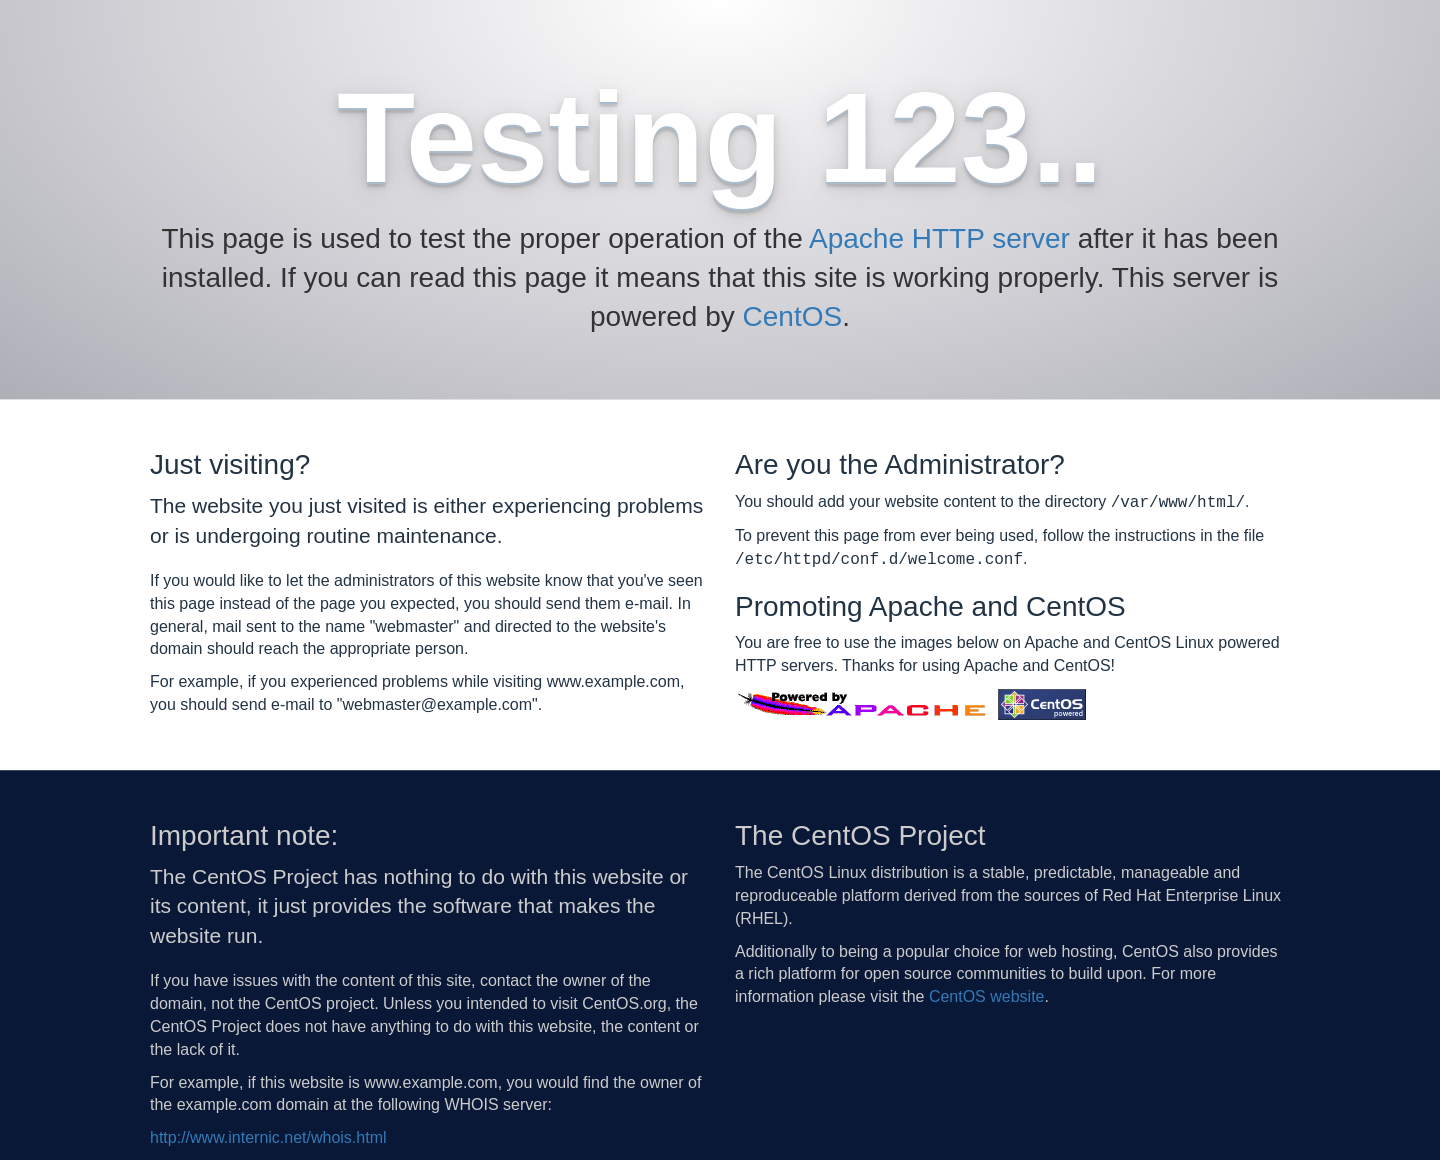 Testing 123..
This page is used to test the proper operation of the Apache HTTP server after it has been
installed. If you can read this page it means that this site is working properly. This server is
powered by CentOS.
Just visiting?
The website you just visited is either experiencing problems
or is undergoing routine maintenance.
If you would like to let the administrators of this website know that you've seen
this page instead of the page you expected, you should send them e-mail. In
general, mail sent to the name "webmaster" and directed to the website's
domain should reach the appropriate person.
For example, if you experienced problems while visiting www.example.com,
you should send e-mail to "webmaster@example.com".
Are you the Administrator?
You should add your website content to the directory /var/www/html/.
To prevent this page from ever being used, follow the instructions in the file
/etc/httpd/conf.d/welcome.conf.
Promoting Apache and CentOS
You are free to use the images below on Apache and CentOS Linux powered
HTTP servers. Thanks for using Apache and CentOS!
Powered by
APACHE
CentOS
powered
Important note:
The CentOS Project has nothing to do with this website or
its content, it just provides the software that makes the
website run.
If you have issues with the content of this site, contact the owner of the
domain, not the CentOS project. Unless you intended to visit CentOS.org, the
CentOS Project does not have anything to do with this website, the content or
the lack of it.
For example, if this website is www.example.com, you would find the owner of
the example.com domain at the following WHOIS server:
http://www.internic.net/whois.html
The CentOS Project
The CentOS Linux distribution is a stable, predictable, manageable and
reproduceable platform derived from the sources of Red Hat Enterprise Linux
(RHEL).
Additionally to being a popular choice for web hosting, CentOS also provides
a rich platform for open source communities to build upon. For more
information please visit the CentOS website.